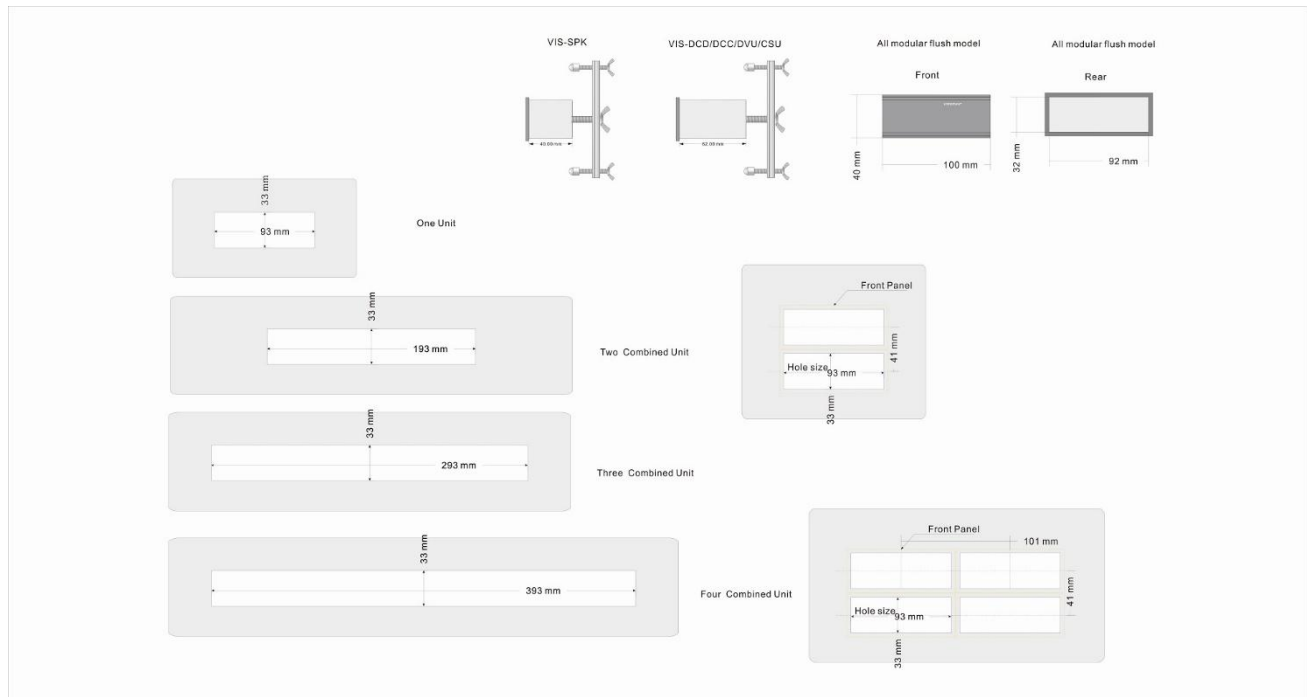 VIS-SPK
VIS-DCD/DCC/DVU/CSU
All modular flush model
All modular flush model
Front
Rear
40 mm
100 mm
32 mm
92 mm
33 mm
93 mm
One Unit
33 mm
193 mm
Two Combined Unit
Front Panel
41 mm
Hole size
93 mm
33 mm
33 mm
293 mm
Three Combined Unit
33 mm
393 mm
Four Combined Unit
Front Panel
101 mm
41 mm
Hole size
93 mm
33 mm